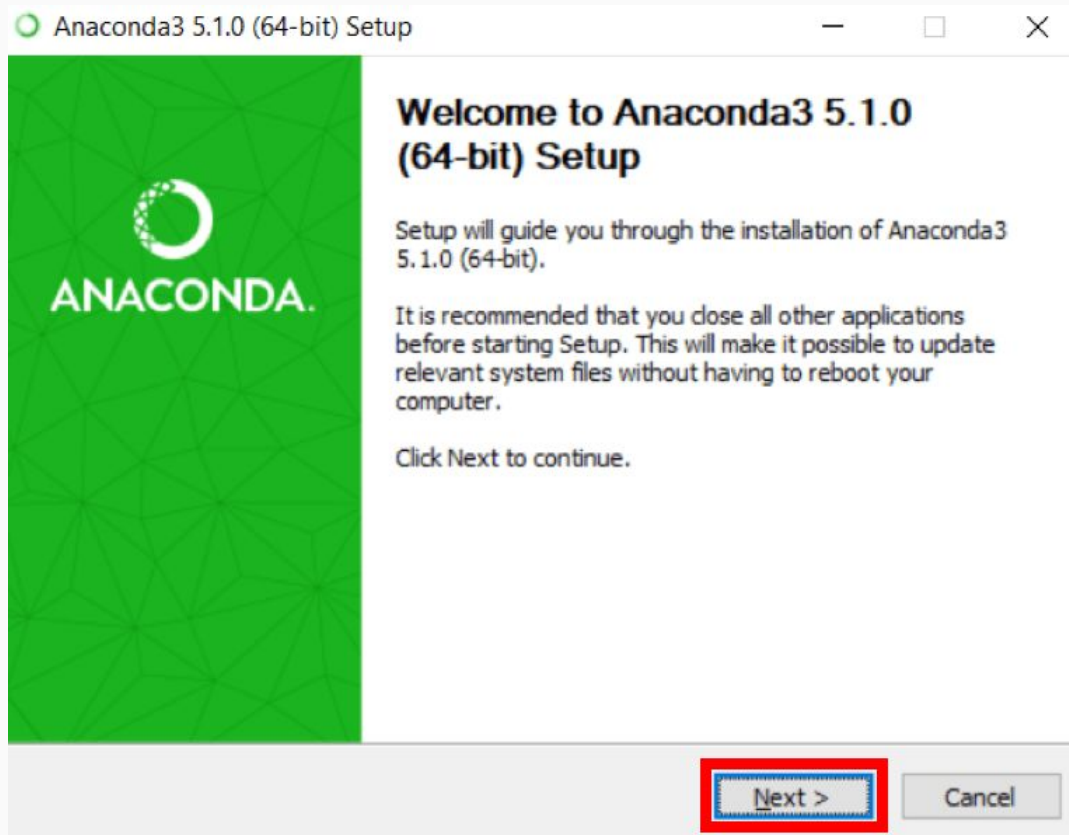 Anaconda3 5.1.0 (64-bit) Setup
ANACONDA.
Welcome to Anaconda3 5.1.0
(64-bit) Setup
Setup will guide you through the installation of Anaconda3
5.1.0 (64-bit).
It is recommended that you close all other applications
before starting Setup. This will make it possible to update
relevant system files without having to reboot your
computer.
Click Next to continue.
Next >
Cancel